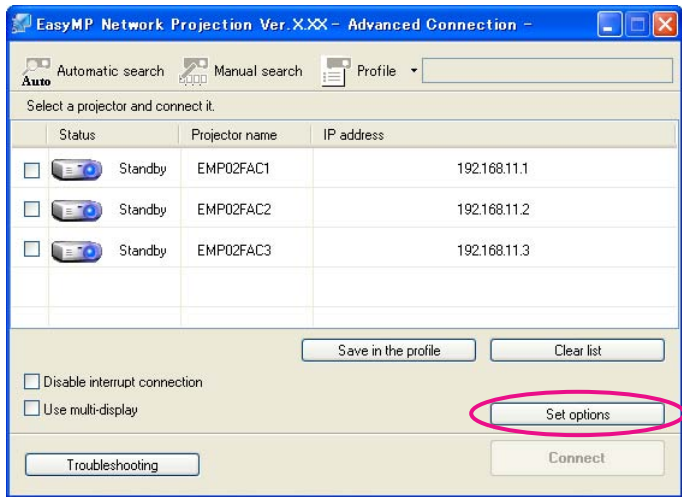 EasyMP Network Projection Ver.X.XX - Advanced Connection -
Auto Automatic search Manual search Profile
Select a projector and connect it.
Status Projector name IP address
Standby EMP02FAC1 192.168.11.1
Standby EMP02FAC2 192.168.11.2
Standby EMP02FAC3 192.168.11.3
Save in the profile Clear list
Disable interrupt connection
Use multi-display
Set options
Troubleshooting Connect